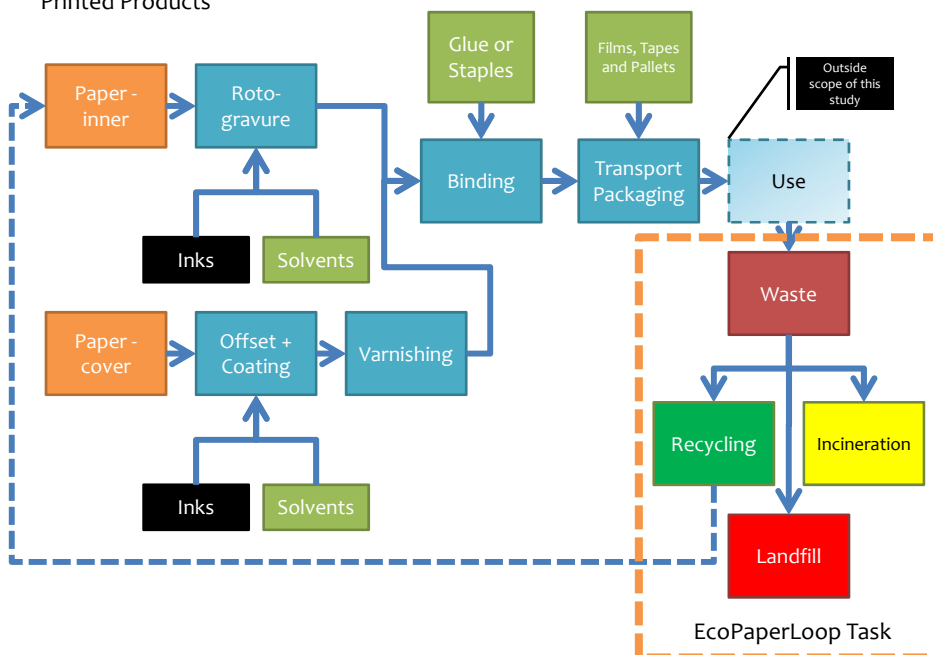 Printed Products
Glue or
Staples
Films, Tapes
and Pallets
Outside
scope of this
study
Paper -
inner
Roto-
gravure
Binding
Transport
Packaging
Use
Inks
Solvents
Waste
Paper -
cover
Offset +
Coating
Varnishing
Recycling
Incineration
Inks
Solvents
Landfill
EcoPaperLoop Task